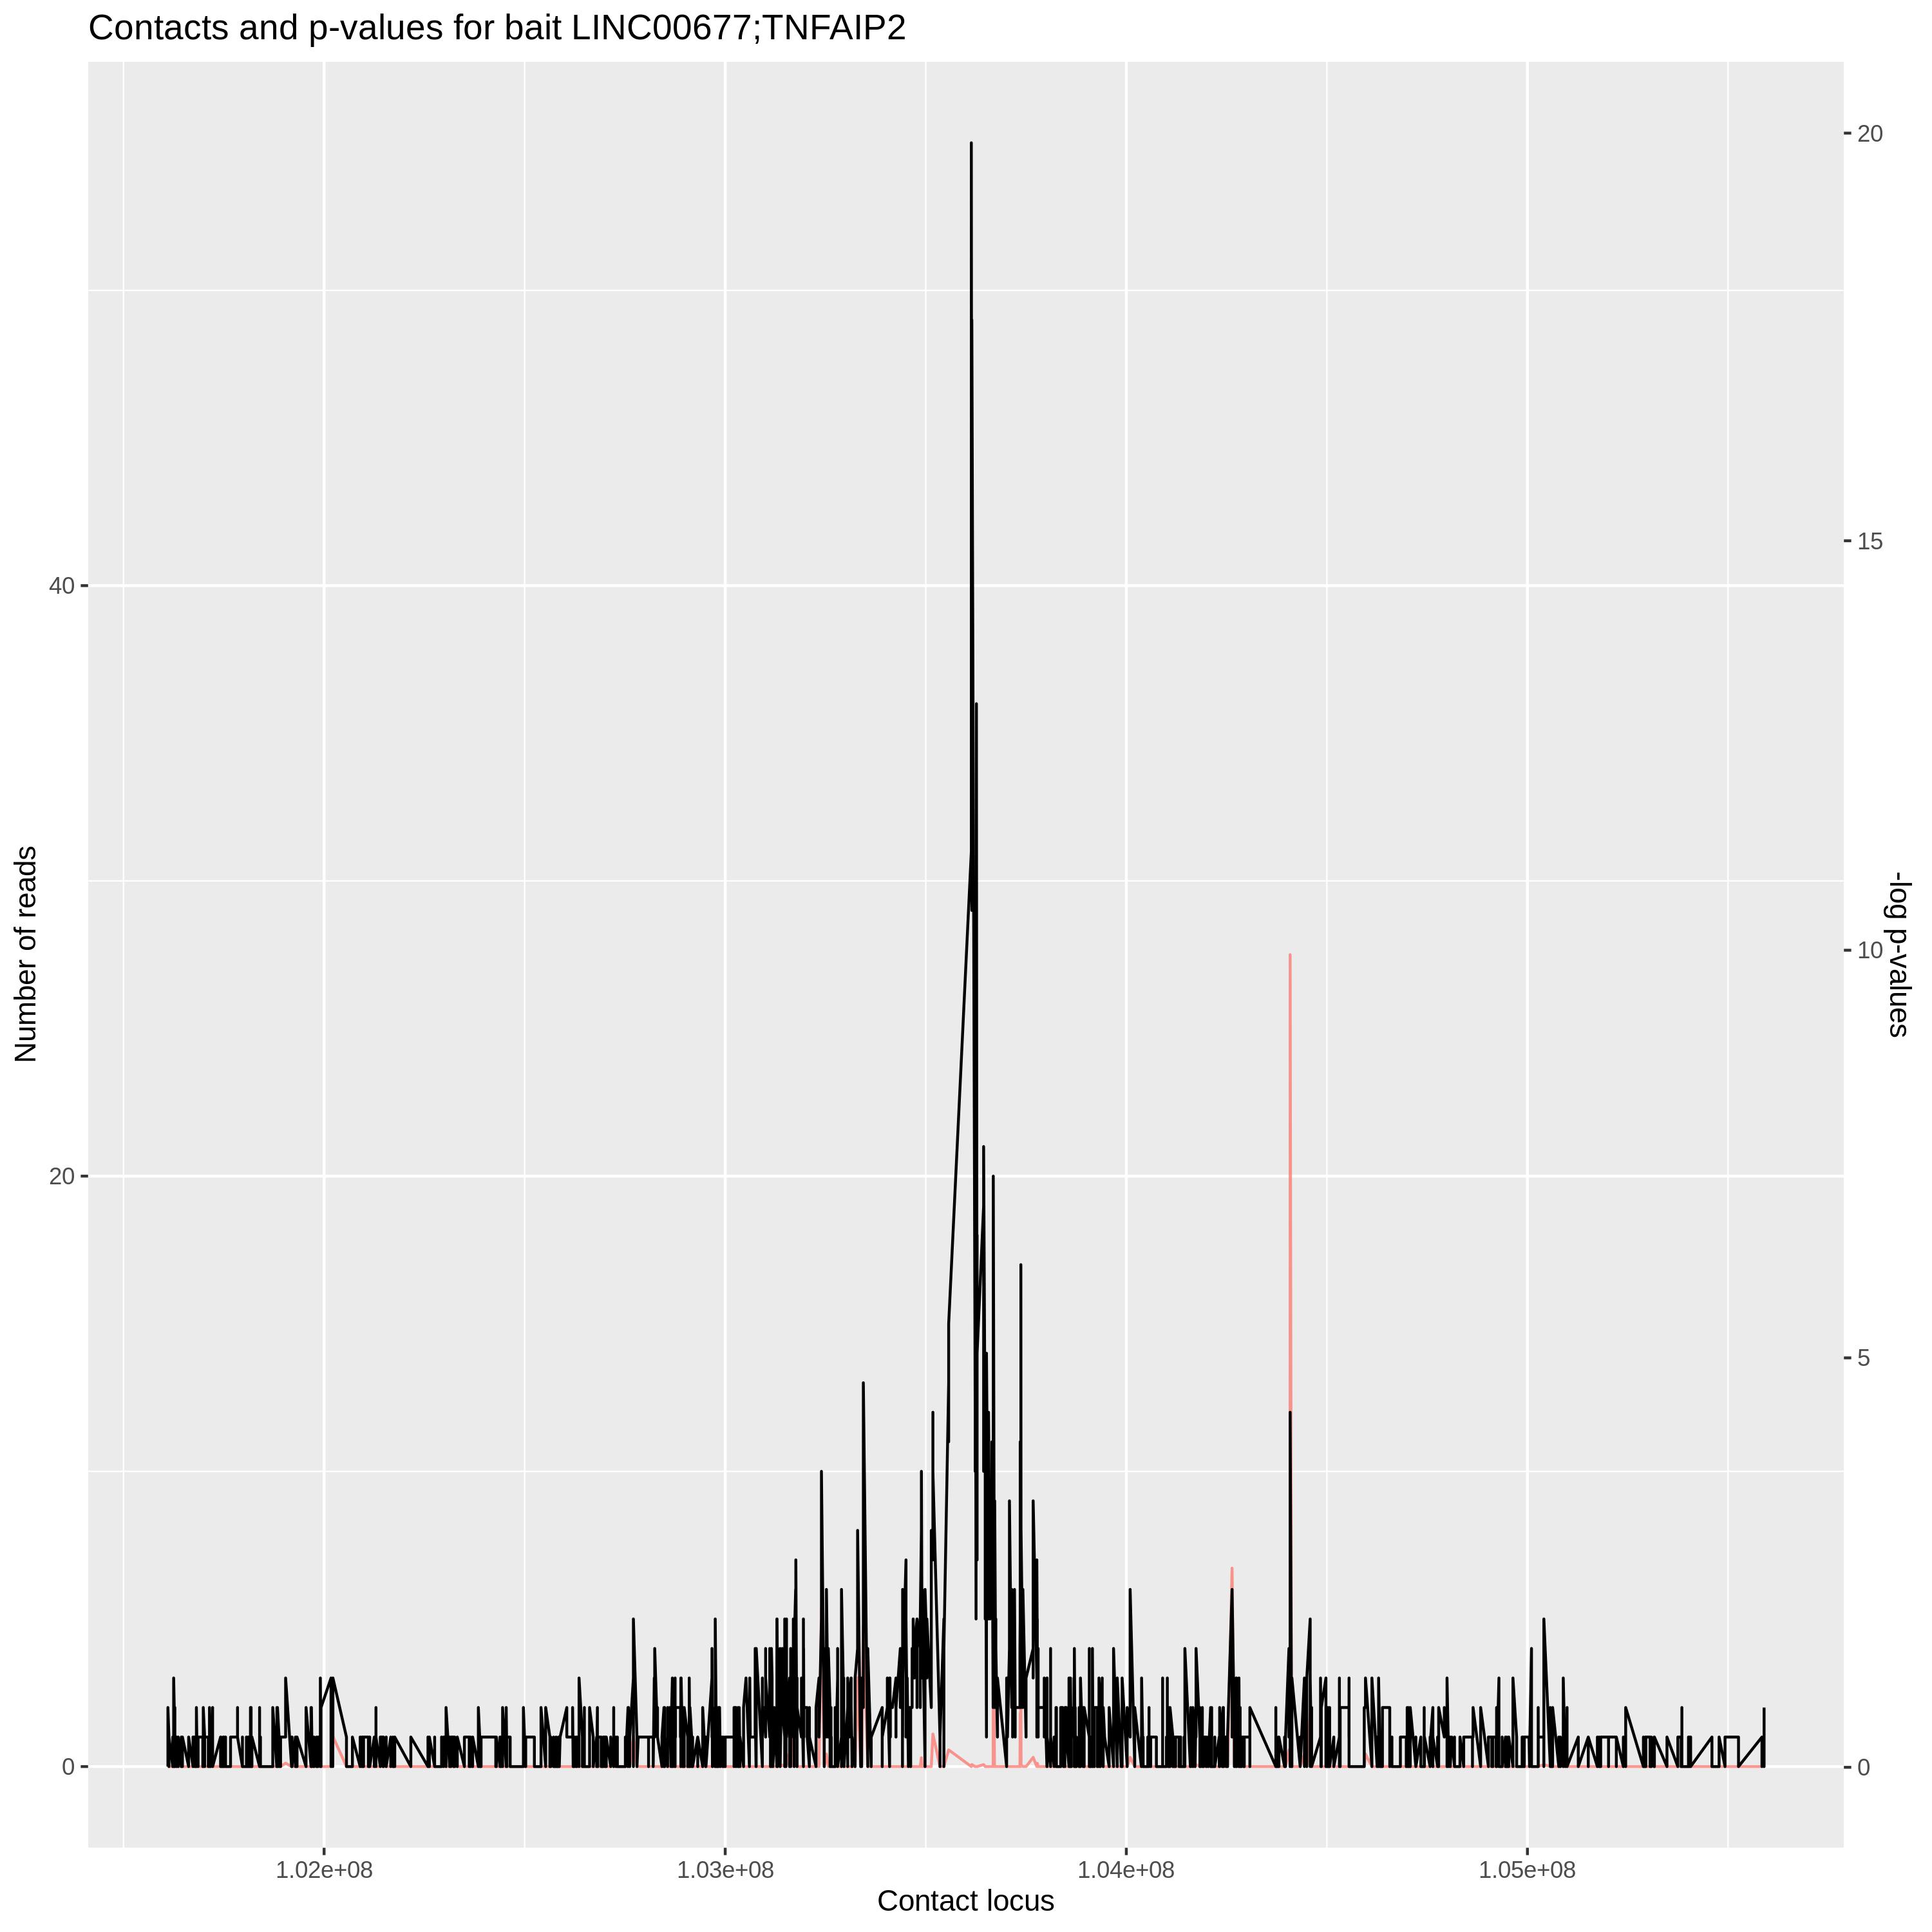 Contacts and p-values for bait LINC00677;TNFAIP2
Number of reads
40
20
0
20
15
10
5
0
-log p-values
1.02e+08
1.03e+08
1.04e+08
1.05e+08
Contact locus